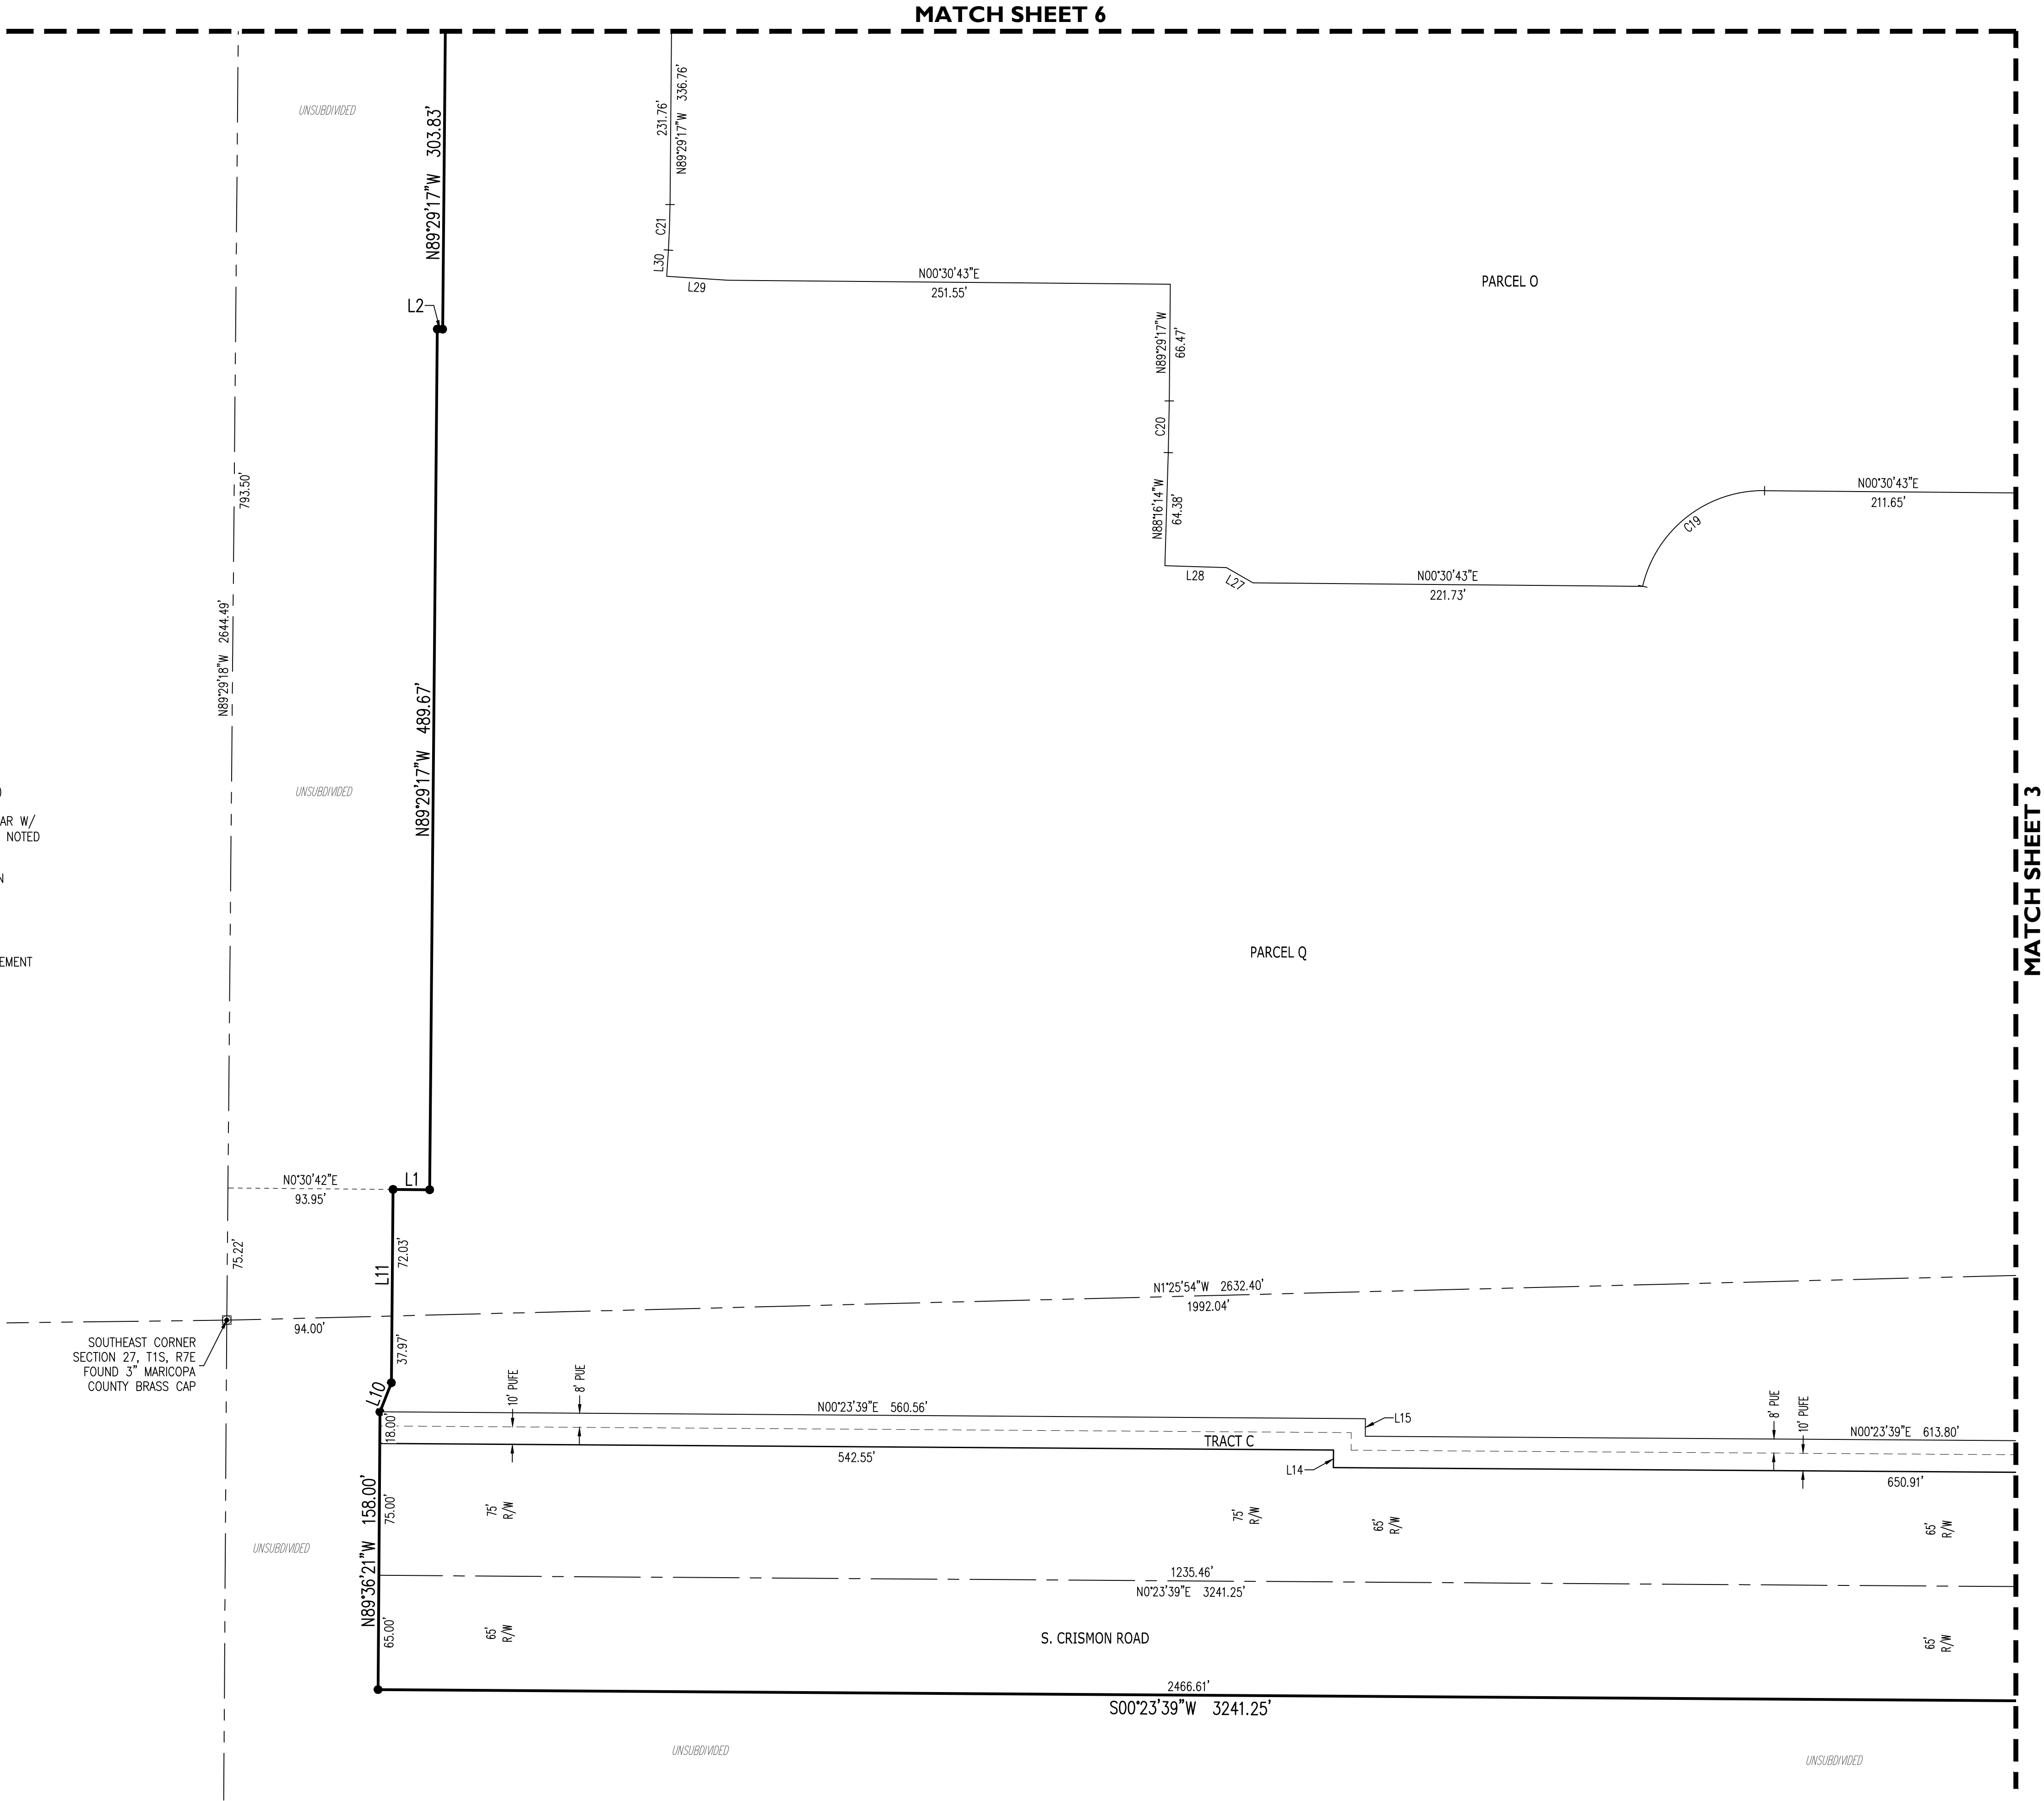 MATCH SHEET 6
UNSUBDIVIDED
N89°29'17"W 303.83'
231.76'
N89°29'17"W 336.76'
C21
L30
L29
N00°30'43"E
251.55'
PARCEL O
L2
N89°29'17"W
66.47'
C20
N88°16'14"W
64.38'
L28
L27
N00°30'43"E
221.73'
C19
N00°30'43"E
211.65'
793.50'
N89°29'18"W 2644.49'
N89°29'17"W 489.67'
UNSUBDIVIDED
)
AR W/
NOTED
N
EMENT
MATCH SHEET 3
PARCEL Q
N0°30'42"E
93.95'
L1
75.22'
L11
72.03'
N1°25'54"W 2632.40'
1992.04'
94.00'
37.97'
SOUTHEAST CORNER
SECTION 27, T1S, R7E
FOUND 3" MARICOPA
COUNTY BRASS CAP
L10
18.00'
10' PUFE
8' PUE
N00°23'39"E 560.56'
L15
8' PUE
10' PUFE
N00°23'39"E 613.80'
TRACT C
542.55'
L14
650.91'
N89°36'21"W 158.00'
75.00'
75'
R/W
75'
R/W
65'
R/W
65'
R/W
UNSUBDIVIDED
1235.46'
N0°23'39"E 3241.25'
65.00'
65'
R/W
S. CRISMON ROAD
65'
R/W
2466.61'
S00°23'39"W 3241.25'
UNSUBDIVIDED
UNSUBDIVIDED